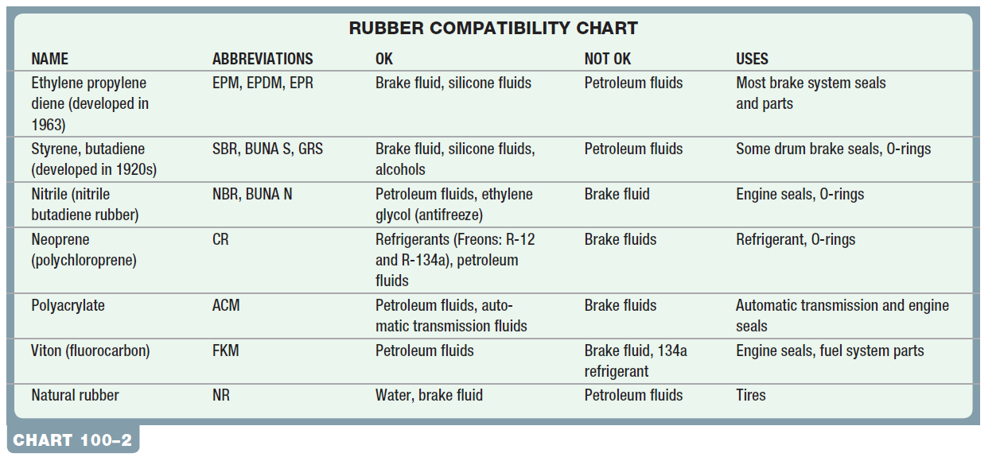 RUBBER COMPATIBILITY CHART
NAME ABBREVIATIONS OK NOT OK USES
Ethylene propylene EPM, EPDM, EPR Brake fluid, silicone fluids Petroleum fluids Most brake system seals
diene (developed in and parts
1963)
Styrene, butadiene SBR, BUNA S, GRS Brake fluid, silicone fluids, Petroleum fluids Some drum brake seals, O-rings
(developed in 1920s) alcohols
Nitrile (nitrile NBR, BUNA N Petroleum fluids, ethylene Brake fluid Engine seals, O-rings
butadiene rubber) glycol (antifreeze)
Neoprene CR Refrigerants (Freons: R-12 Brake fluids Refrigerant, O-rings
(polychloroprene) and R-134a), petroleum
fluids
Polyacrylate ACM Petroleum fluids, auto- Brake fluids Automatic transmission and engine
matic transmission fluids seals
Viton (fluorocarbon) FKM Petroleum fluids Brake fluid, 134a Engine seals, fuel system parts
refrigerant
Natural rubber NR Water, brake fluid Petroleum fluids Tires
CHART 100–2